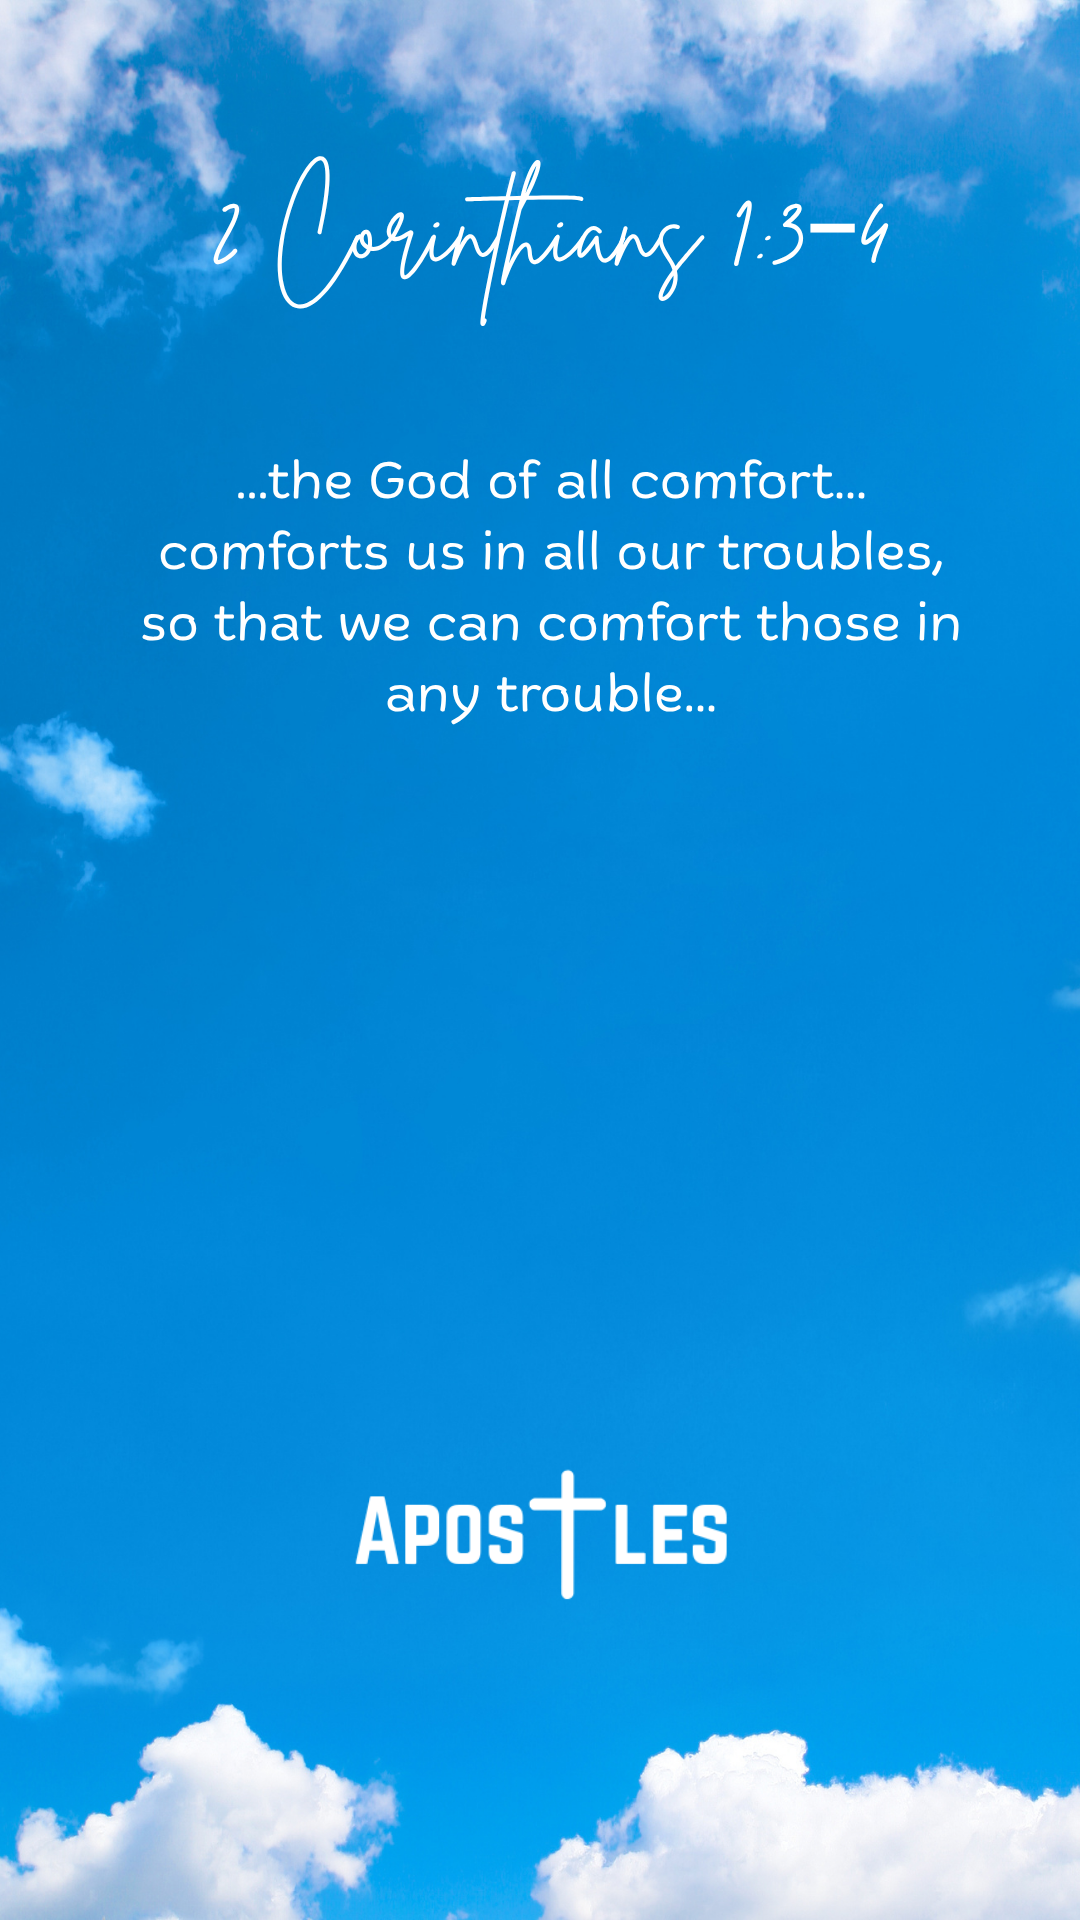 2 Corinthians 1:3–4
...the God of all comfort...
comforts us in all our troubles,
so that we can comfort those in
any trouble...
APOSTLES